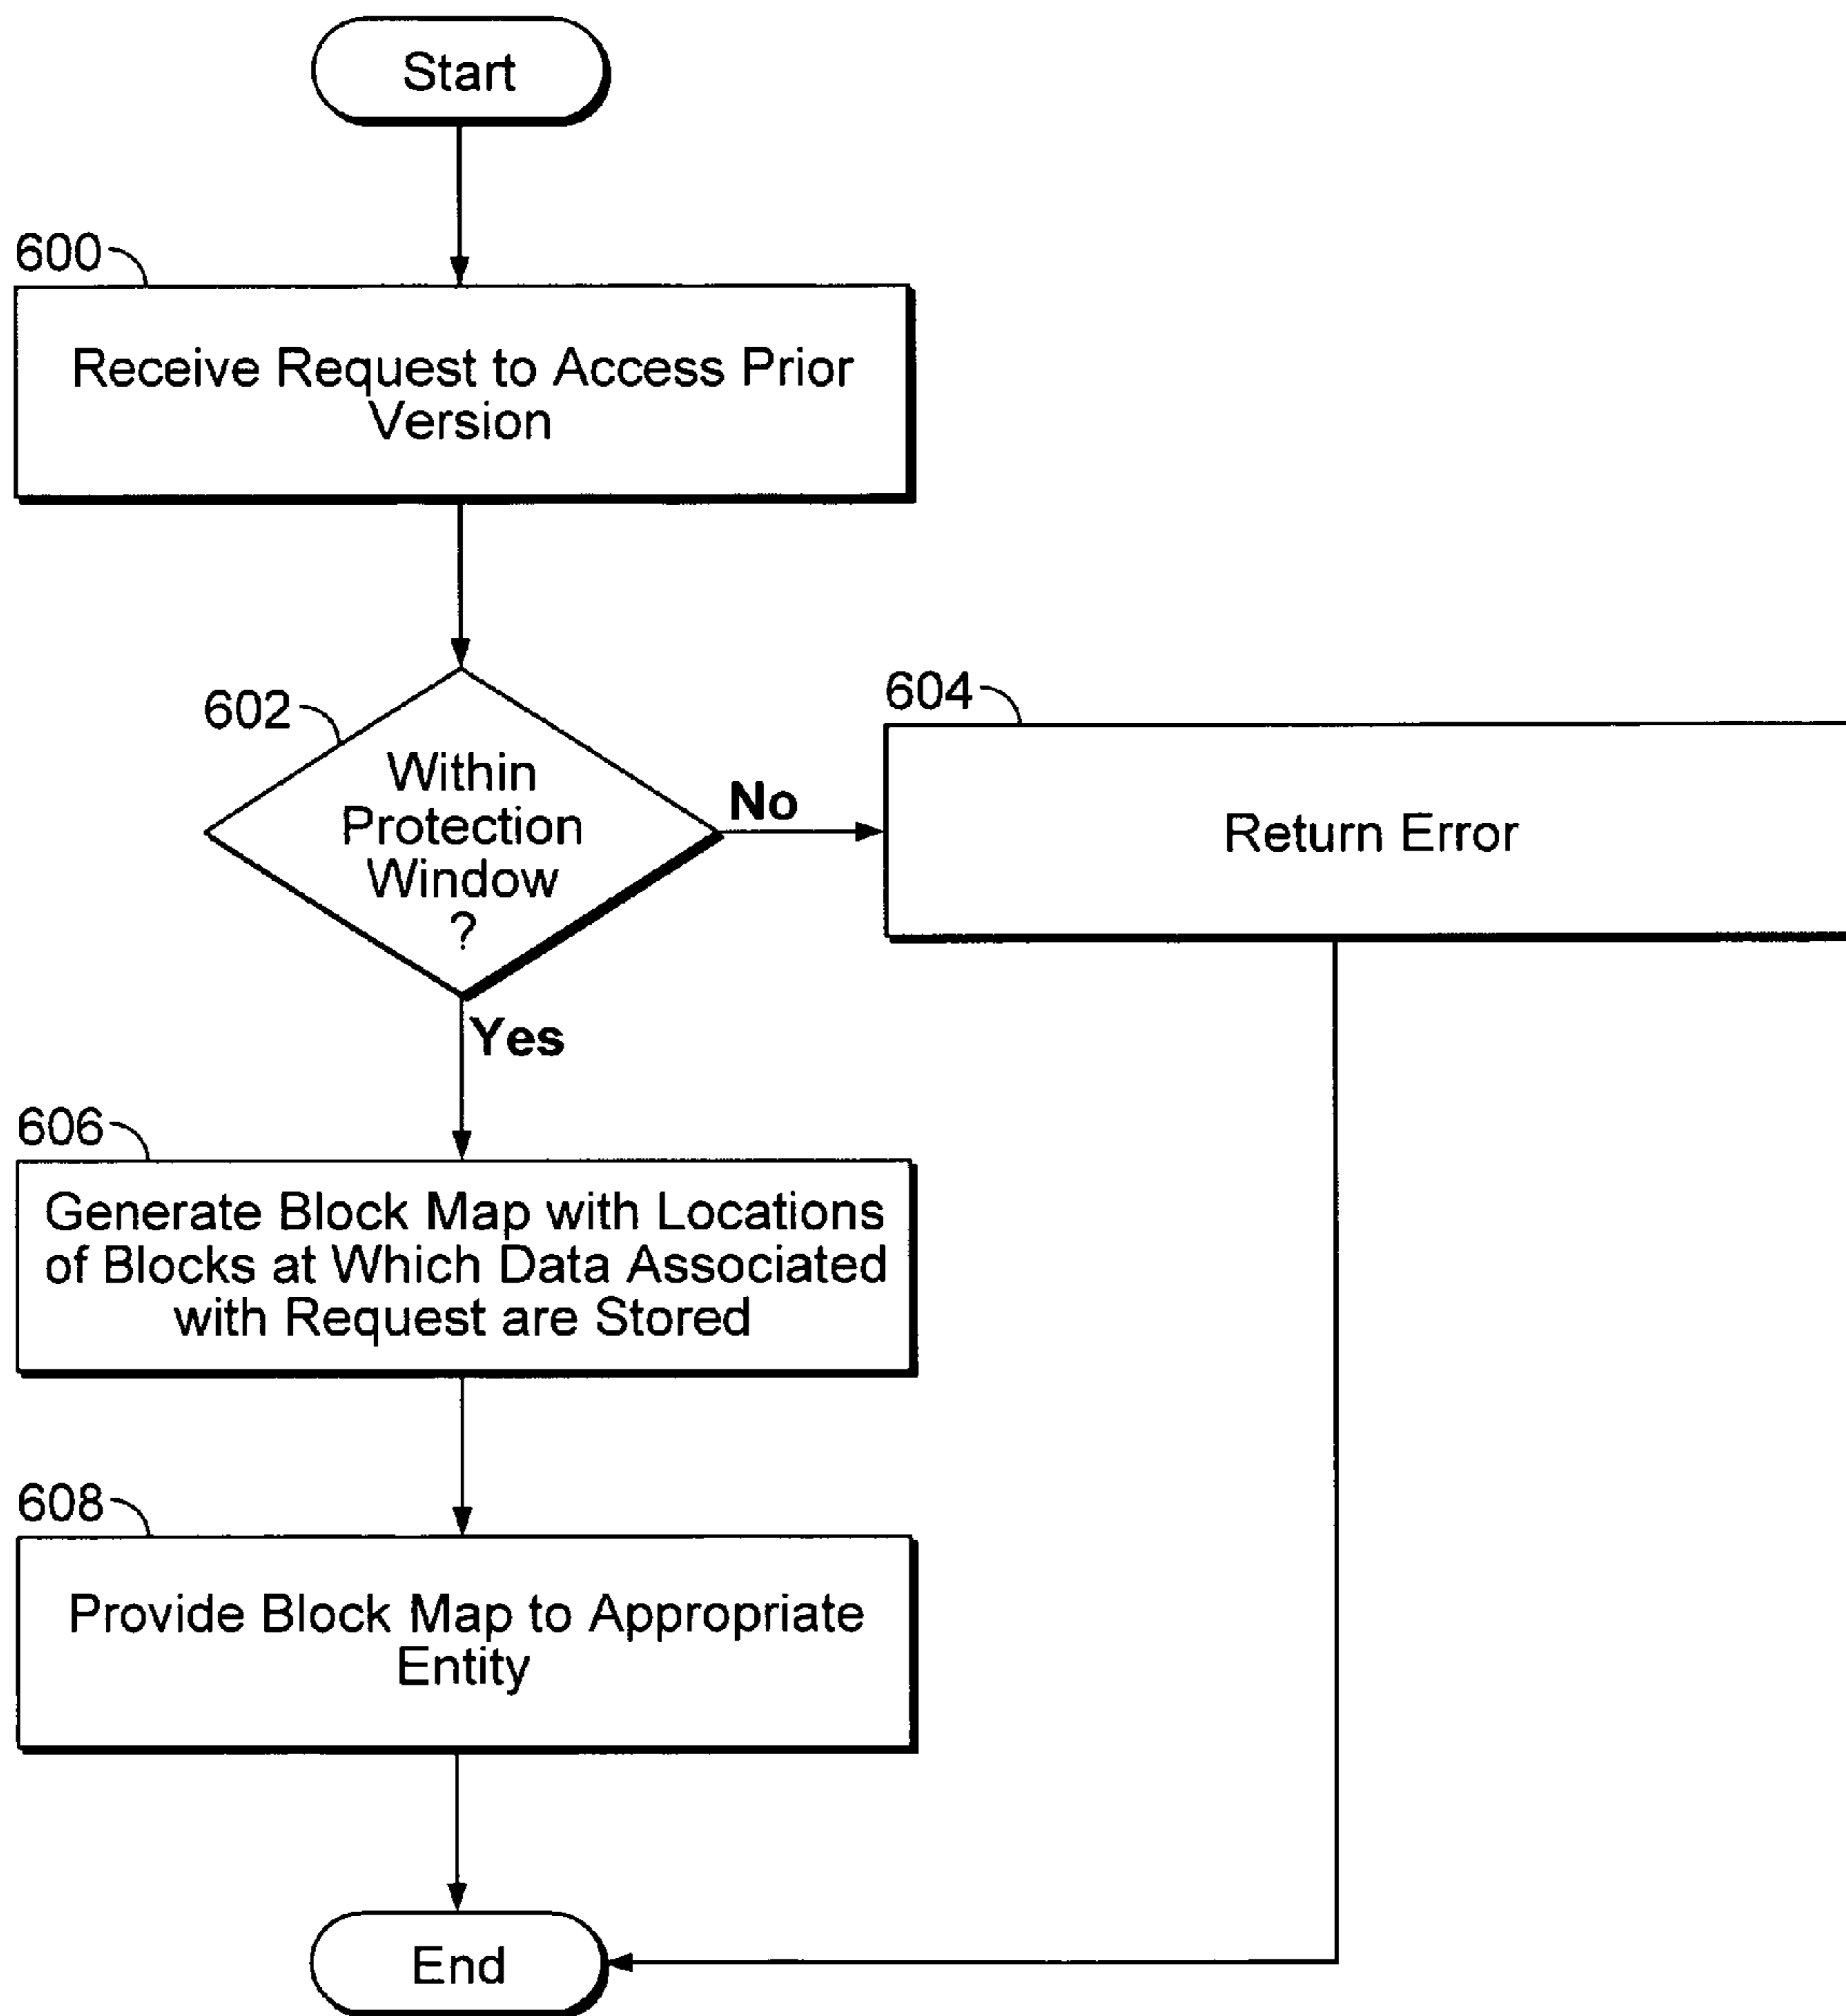 Start
600
Receive Request to Access Prior
Version
602
Within
Protection
Window
?
No
604
Return Error
Yes
606
Generate Block Map with Locations
of Blocks at Which Data Associated
with Request are Stored
608
Provide Block Map to Appropriate
Entity
End